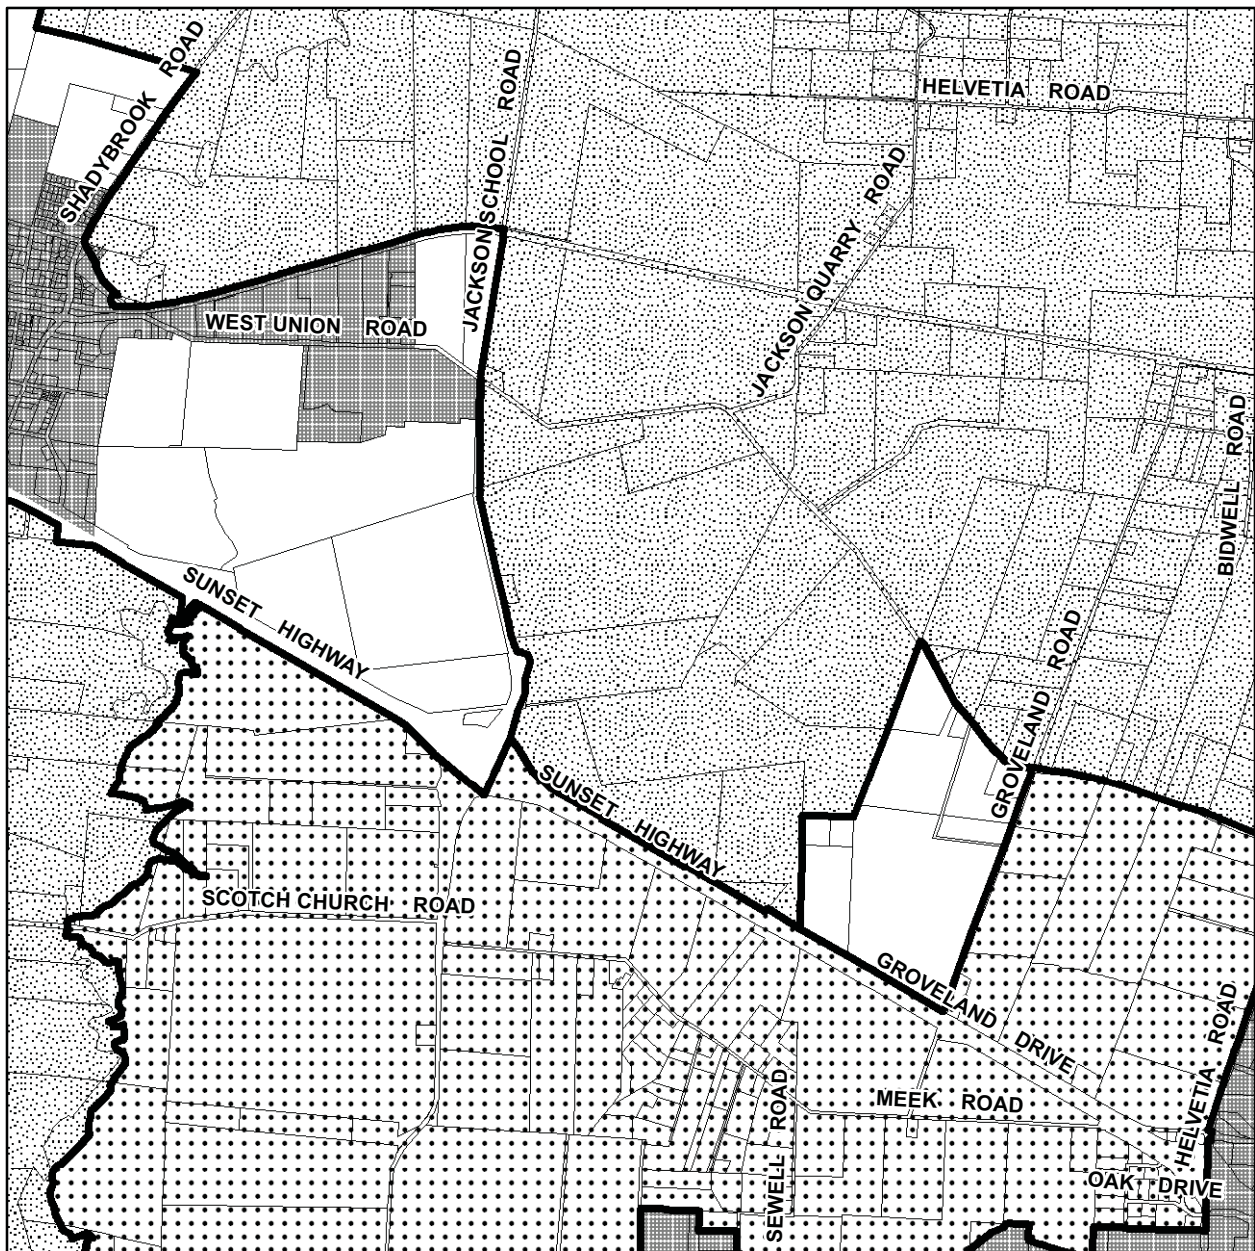 SHADYBROOK ROAD
JACKSON SCHOOL ROAD
HELVETIA ROAD
JACKSON QUARRY ROAD
WEST UNION ROAD
BIDWELL ROAD
SUNSET HIGHWAY
GROVELAND ROAD
SUNSET HIGHWAY
SCOTCH CHURCH ROAD
GROVELAND DRIVE
HELVETIA ROAD
MEEK ROAD
SEWELL ROAD
OAK DRIVE